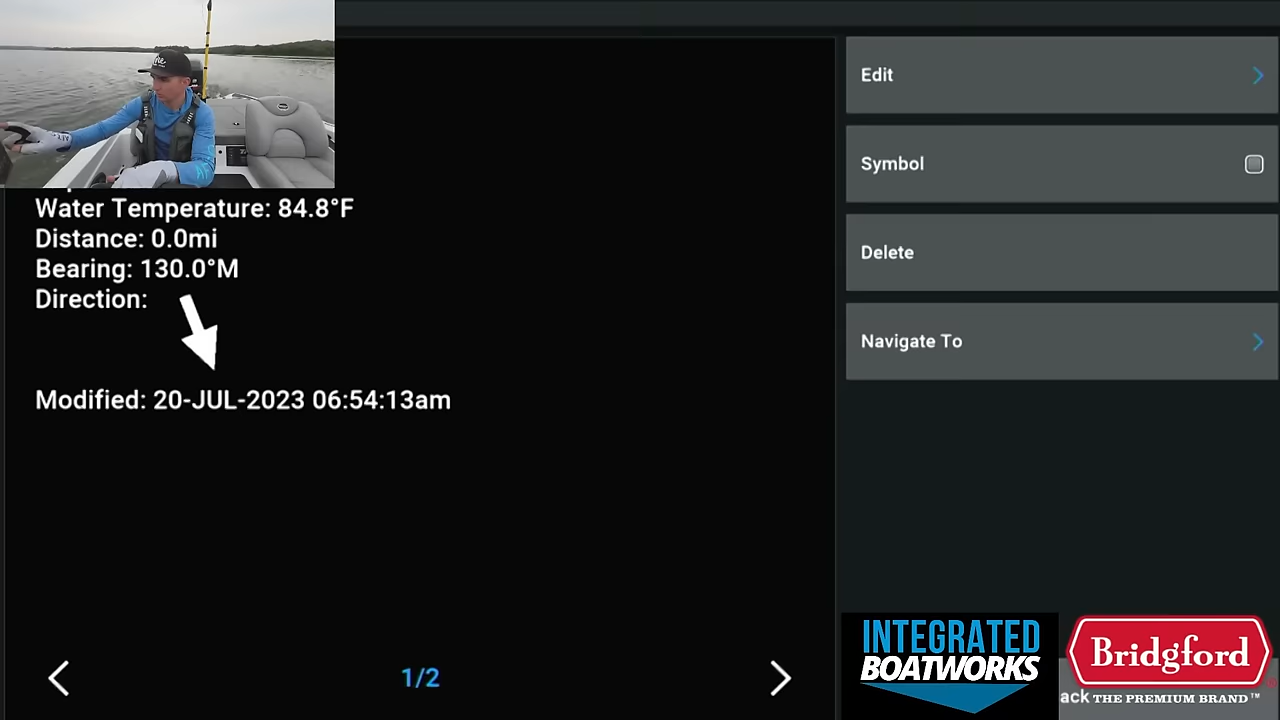 Water Temperature: 84.8°F
Distance: 0.0mi
Bearing: 130.0°M
Direction:
Modified: 20-JUL-2023 06:54:13am
1/2
Edit
Symbol
Delete
Navigate To
INTEGRATED
BOATWORKS
Bridgford
ack THE PREMIUM BRAND™